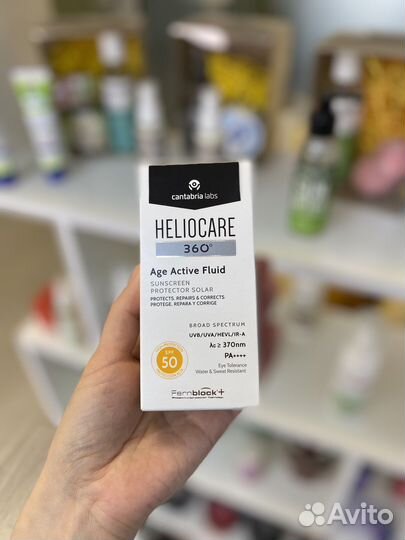 cantabria labs
HELIOCARE
360°
Age Active Fluid
SUNSCREEN
PROTECTOR SOLAR
PROTECTS, REPAIRS & CORRECTS
PROTEGE, REPARA Y CORRIGE
BROAD SPECTRUM
UVB/UVA/HEVL/IR-A
λc ≥ 370nm
PA++++
Eye Tolerance
Water & Sweat Resistant
SPF
50
Fernblock+
Avito